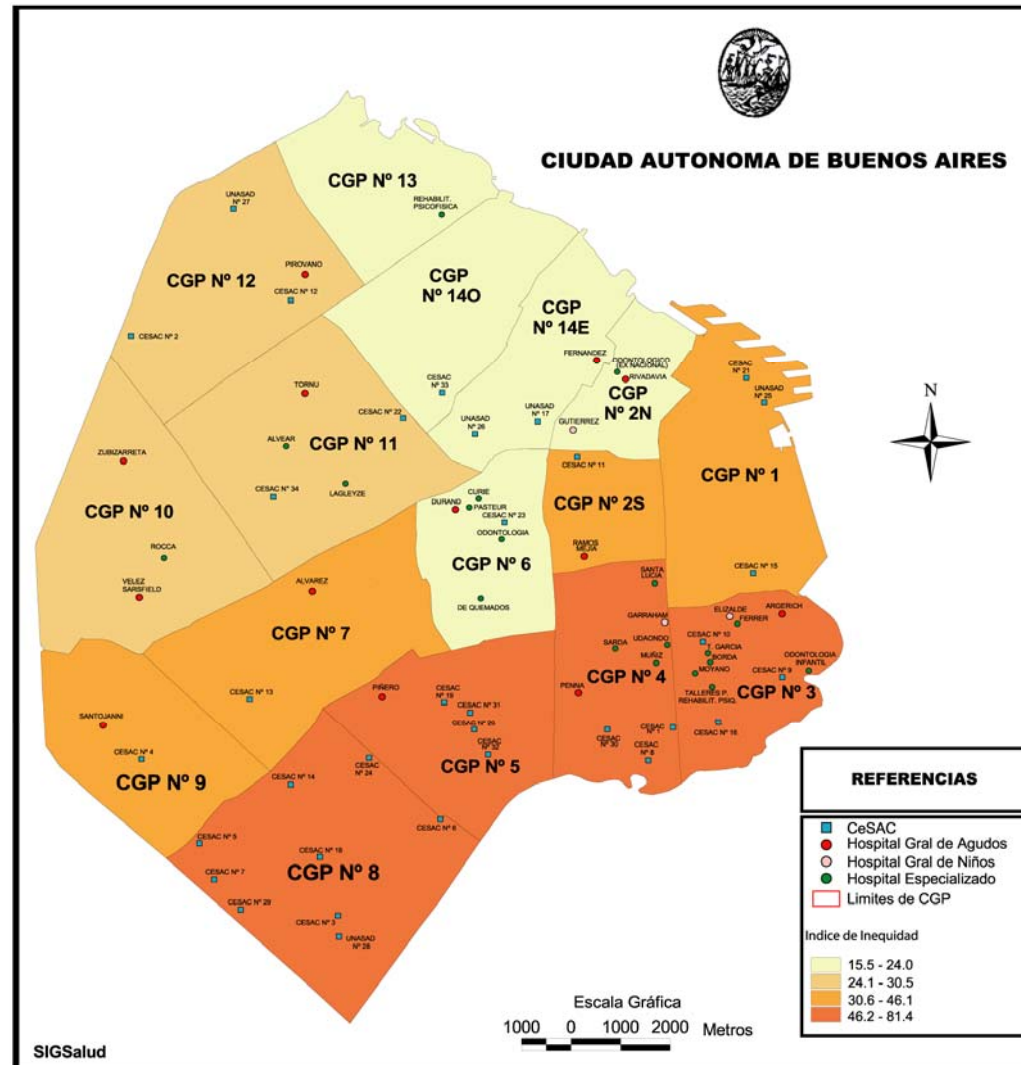 CIUDAD AUTONOMA DE BUENOS AIRES
CGP Nº 13
REHABILIT.
PSICOFISICA
UNASAD
Nº 27
CGP Nº 12
PIROVANO
CESAC Nº 12
CESAC Nº 2
CGP
Nº 14O
CESAC
Nº 33
UNASAD
Nº 26
CGP
Nº 14E
FERNANDEZ
UNASAD
Nº 17
ODONTOLOGICO
(EX NACIONAL)
RIVADAVIA
CGP
Nº 2N
GUTIERREZ
CESAC
Nº 21
UNASAD
Nº 25
N
TORNU
CESAC Nº 22
CGP Nº 11
ALVEAR
LAGLEYZE
CESAC Nº 34
ZUBIZARRETA
CGP Nº 10
ROCCA
VELEZ
SARSFIELD
CURIE
DURAND
PASTEUR
CESAC Nº 23
ODONTOLOGIA
CGP Nº 6
DE QUEMADOS
CESAC Nº 11
CGP Nº 2S
RAMOS
MEJIA
CGP Nº 1
CESAC Nº 15
ALVAREZ
CGP Nº 7
CESAC Nº 13
SANTA
LUCIA
GARRAHAM
SARDA
UDAONDO
MUÑIZ
CGP Nº 4
PENNA
CESAC
Nº 30
CESAC
Nº 1
CESAC
Nº 8
ELIZALDE
FERRER
ARGERICH
CESAC Nº 10
T. GARCIA
BORDA
MOYANO
ODONTOLOGIA
INFANTIL
CESAC Nº 9
CGP Nº 3
TALLERES P.
REHABILIT. PSIQ.
CESAC Nº 16
PIÑERO
CESAC
Nº 19
CESAC Nº 31
CESAC
CESAC
Nº 32
CGP Nº 5
CESAC
Nº 24
CESAC Nº 6
SANTOJANNI
CESAC Nº 4
CGP Nº 9
CESAC Nº 14
CESAC Nº 5
CESAC Nº 18
CGP Nº 8
CESAC Nº 7
CESAC Nº 29
CESAC Nº 3
UNASAD
Nº 28
REFERENCIAS
CeSAC
Hospital Gral de Agudos
Hospital Gral de Niños
Hospital Especializado
Limites de CGP
Indice de Inequidad
15.5 - 24.0
24.1 - 30.5
30.6 - 46.1
46.2 - 81.4
Escala Gráfica
1000 0 1000 2000 Metros
SIGSalud